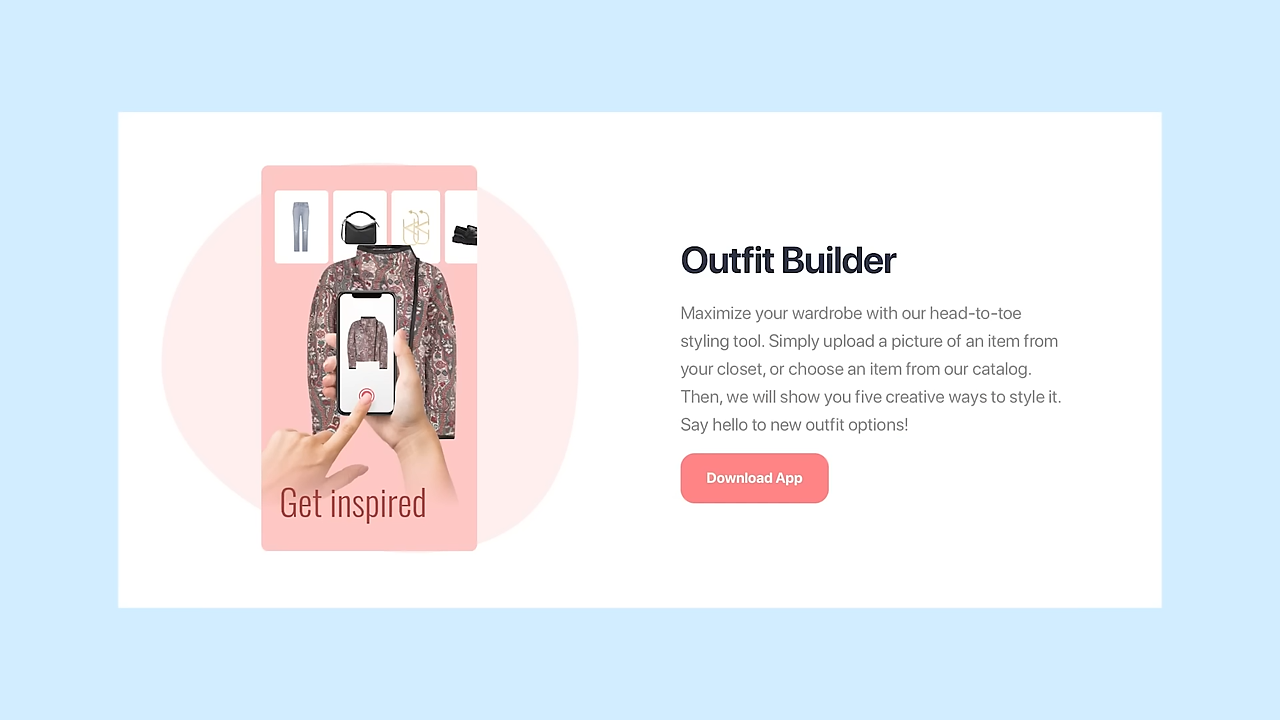 Get inspired
Outfit Builder
Maximize your wardrobe with our head-to-toe
styling tool. Simply upload a picture of an item from
your closet, or choose an item from our catalog.
Then, we will show you five creative ways to style it.
Say hello to new outfit options!
Download App